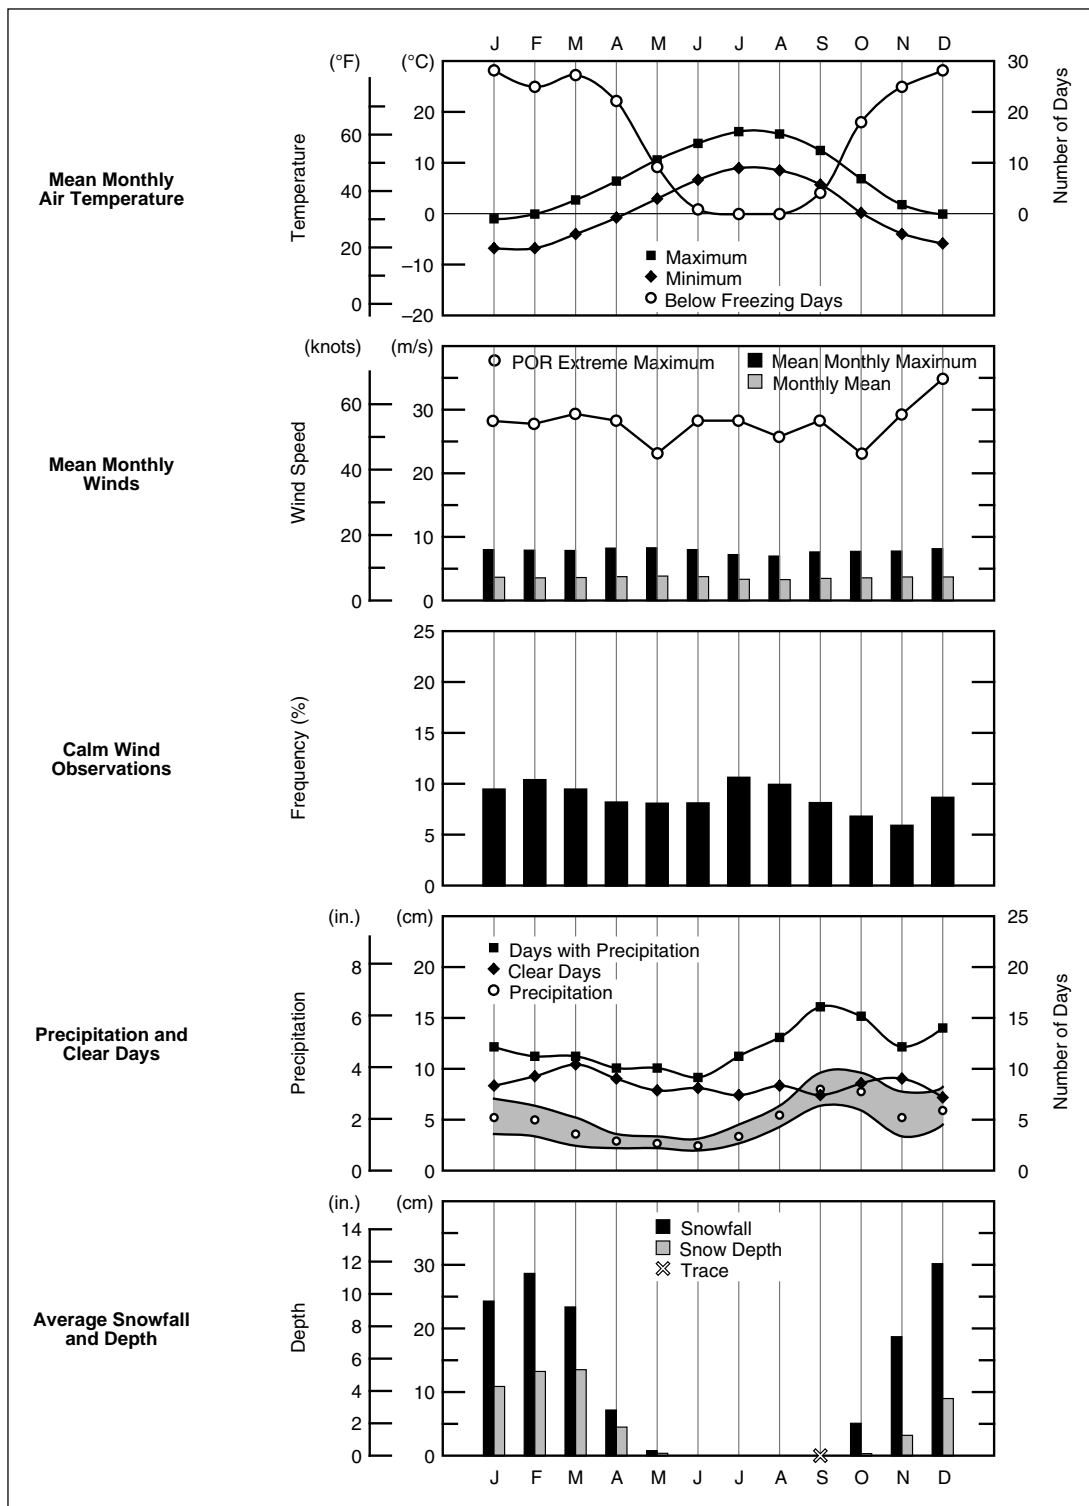 J F M A M J J A S O N D
(°F) (°C)
Mean Monthly
Air Temperature
Temperature
60
40
20
0
20
10
0
–10
–20
30
20
10
0
Number of Days
Maximum
Minimum
Below Freezing Days
(knots) (m/s)
Mean Monthly
Winds
Wind Speed
60
40
20
0
30
20
10
0
POR Extreme Maximum
Mean Monthly Maximum
Monthly Mean
Calm Wind
Observations
Frequency (%)
25
20
15
10
5
0
(in.) (cm)
Precipitation and
Clear Days
Precipitation
8
6
4
2
0
20
15
10
5
0
25
20
15
10
5
0
Number of Days
Days with Precipitation
Clear Days
Precipitation
(in.) (cm)
Average Snowfall
and Depth
Depth
14
12
10
8
6
4
2
0
30
20
10
0
Snowfall
Snow Depth
Trace
J F M A M J J A S O N D